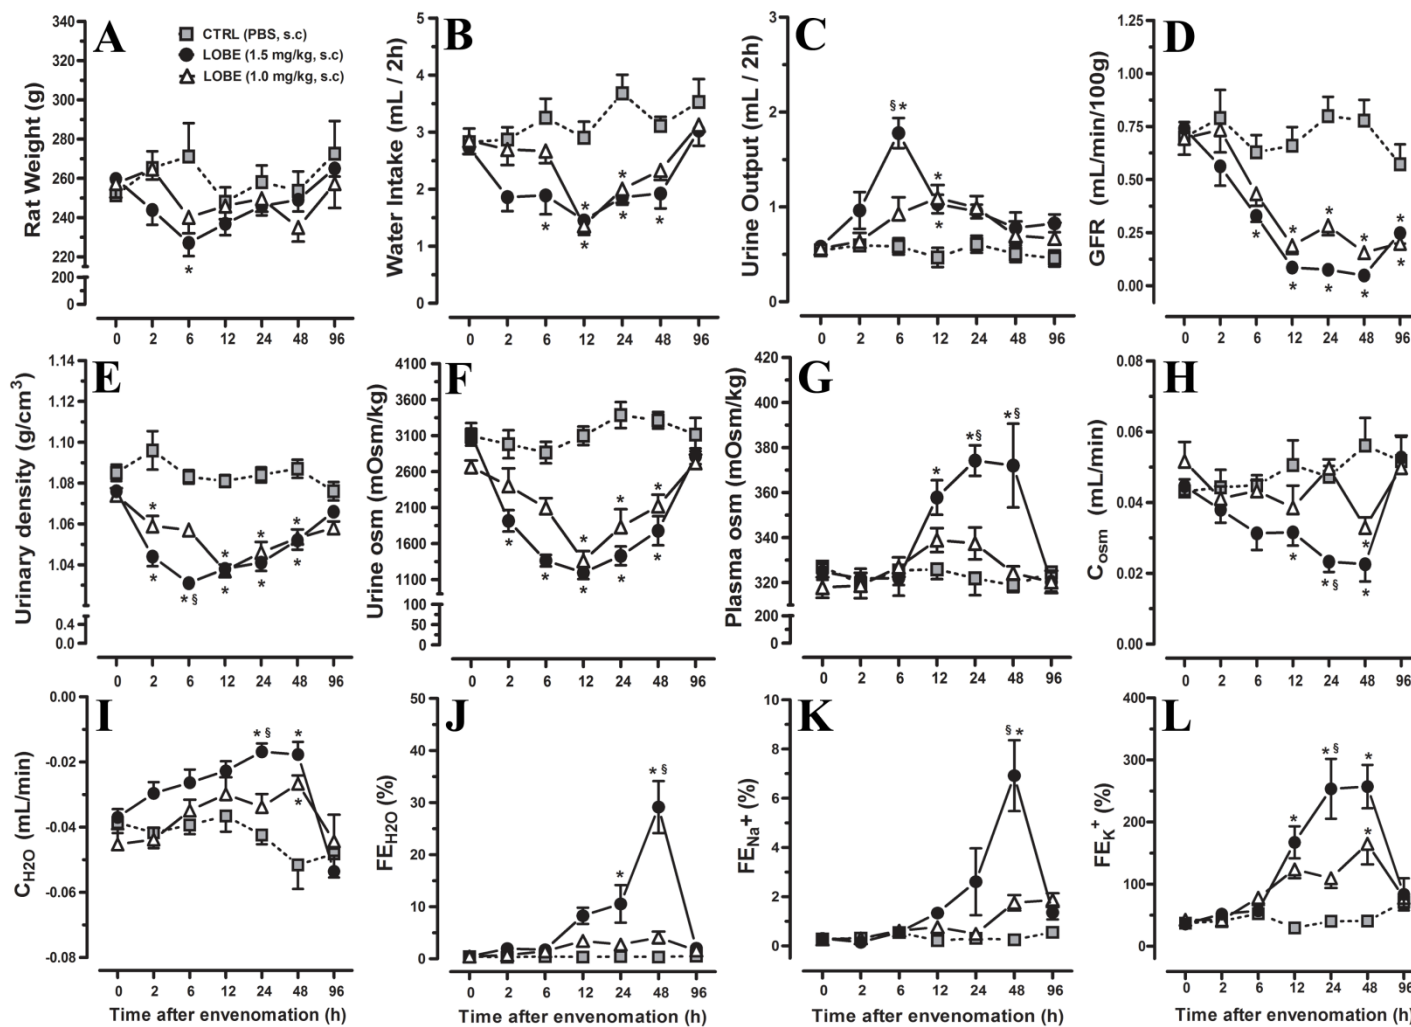 A
CTRL (PBS, s.c)
LOBE (1.5 mg/kg, s.c)
LOBE (1.0 mg/kg, s.c)
Rat Weight (g)
340
320
300
280
260
240
220
200
0
0 2 6 12 24 48 96
*
B
Water Intake (mL / 2h)
5
4
3
2
1
0
0 2 6 12 24 48 96
* * * * * *
C
Urine Output (mL / 2h)
3
2
1
0
0 2 6 12 24 48 96
§ *
*
*
D
GFR (mL/min/100g)
1.25
1.00
0.75
0.50
0.25
0.00
0 2 6 12 24 48 96
* * * * * * * * *
E
Urinary density (g/cm³)
1.14
1.12
1.10
1.08
1.06
1.04
0.4
0.0
0 2 6 12 24 48 96
* * * *
* * § * * *
F
Urine osm (mOsm/kg)
4100
3600
3100
2600
2100
1600
1100
100
75
50
25
0
0 2 6 12 24 48 96
* * *
* * * * *
G
Plasma osm (mOsm/kg)
420
400
380
360
340
320
200
0
0 2 6 12 24 48 96
* *§ *§
H
Cosm (mL/min)
0.08
0.06
0.04
0.02
0.00
0 2 6 12 24 48 96
* * § * *
I
CH2O (mL/min)
0.00
-0.02
-0.04
-0.06
-0.08
0 2 6 12 24 48 96
* § *
*
Time after envenomation (h)
J
FEH2O (%)
50
40
30
20
10
0
0 2 6 12 24 48 96
* * §
Time after envenomation (h)
K
FENa+ (%)
10
8
6
4
2
0
0 2 6 12 24 48 96
§ *
Time after envenomation (h)
L
FEK+ (%)
400
300
250
200
150
100
50
0
0 2 6 12 24 48 96
* * § *
*
Time after envenomation (h)